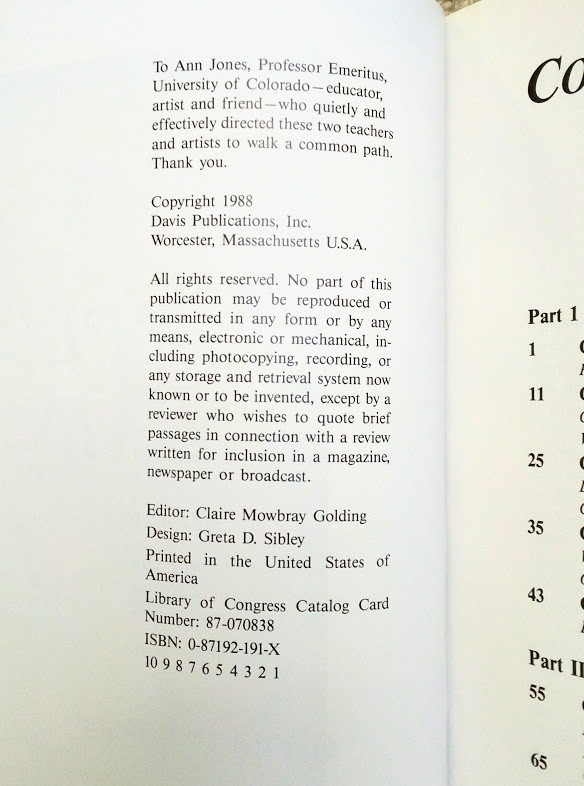 To Ann Jones, Professor Emeritus,
University of Colorado—educator,
artist and friend—who quietly and
effectively directed these two teachers
and artists to walk a common path.
Thank you.
Copyright 1988
Davis Publications, Inc.
Worcester, Massachusetts U.S.A.
All rights reserved. No part of this
publication may be reproduced or
transmitted in any form or by any
means, electronic or mechanical, in-
cluding photocopying, recording, or
any storage and retrieval system now
known or to be invented, except by a
reviewer who wishes to quote brief
passages in connection with a review
written for inclusion in a magazine,
newspaper or broadcast.
Editor: Claire Mowbray Golding
Design: Greta D. Sibley
Printed in the United States of
America
Library of Congress Catalog Card
Number: 87-070838
ISBN: 0-87192-191-X
10 9 8 7 6 5 4 3 2 1
Part 1
1
11
25
35
43
Part II
55
65